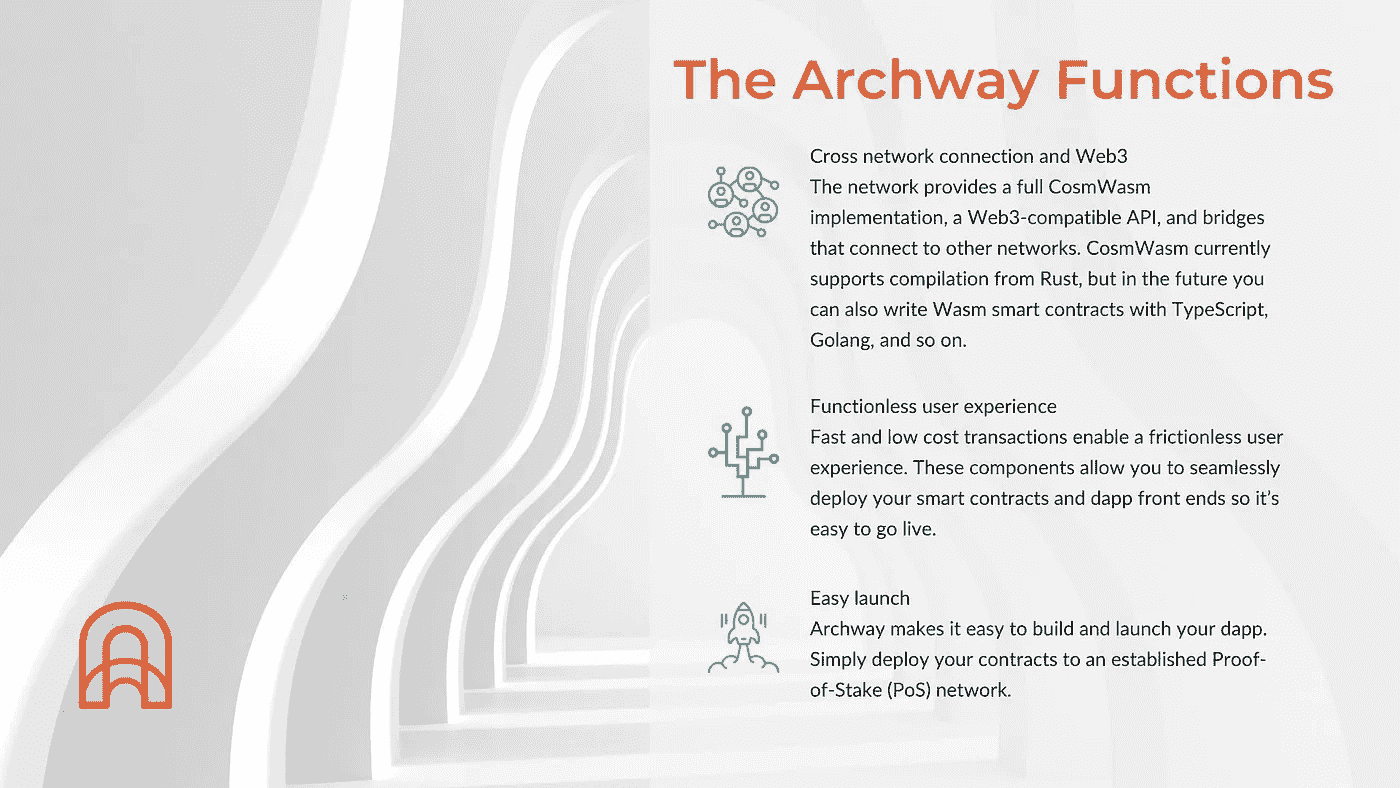 The Archway Functions
Cross network connection and Web3
The network provides a full CosmWasm
implementation, a Web3-compatible API, and bridges
that connect to other networks. CosmWasm currently
supports compilation from Rust, but in the future you
can also write Wasm smart contracts with TypeScript,
Golang, and so on.
Functionless user experience
Fast and low cost transactions enable a frictionless user
experience. These components allow you to seamlessly
deploy your smart contracts and dapp front ends so it’s
easy to go live.
Easy launch
Archway makes it easy to build and launch your dapp.
Simply deploy your contracts to an established Proof-
of-Stake (PoS) network.